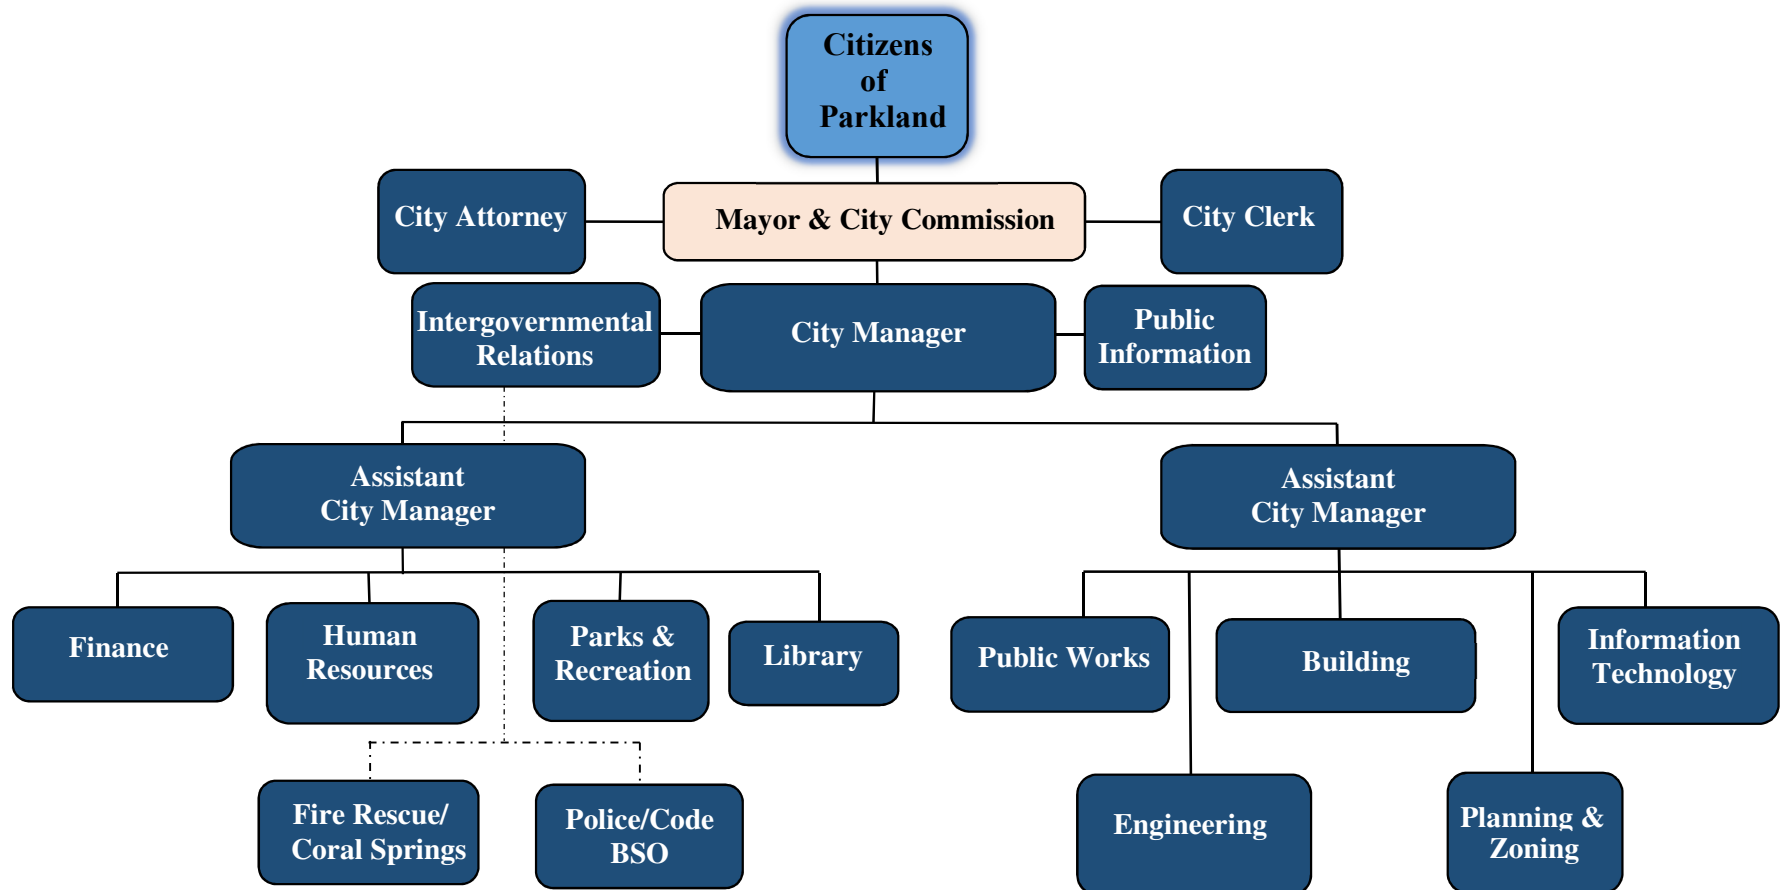 Citizens
of
Parkland
City Attorney
Mayor & City Commission
City Clerk
Intergovernmental
Relations
City Manager
Public
Information
Assistant
City Manager
Assistant
City Manager
Finance
Human
Resources
Parks &
Recreation
Library
Public Works
Building
Information
Technology
Fire Rescue/
Coral Springs
Police/Code
BSO
Engineering
Planning &
Zoning